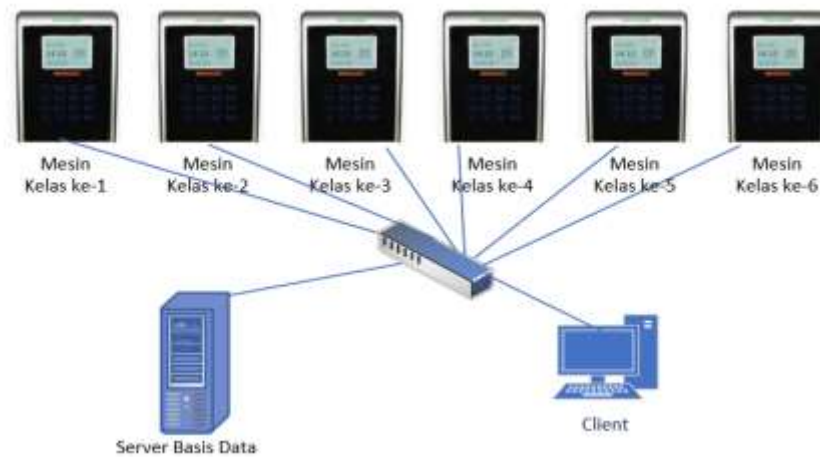 Mesin
Kelas ke-1
Mesin
Kelas ke-2
Mesin
Kelas ke-3
Mesin
Kelas ke-4
Mesin
Kelas ke-5
Mesin
Kelas ke-6
Server Basis Data
Client